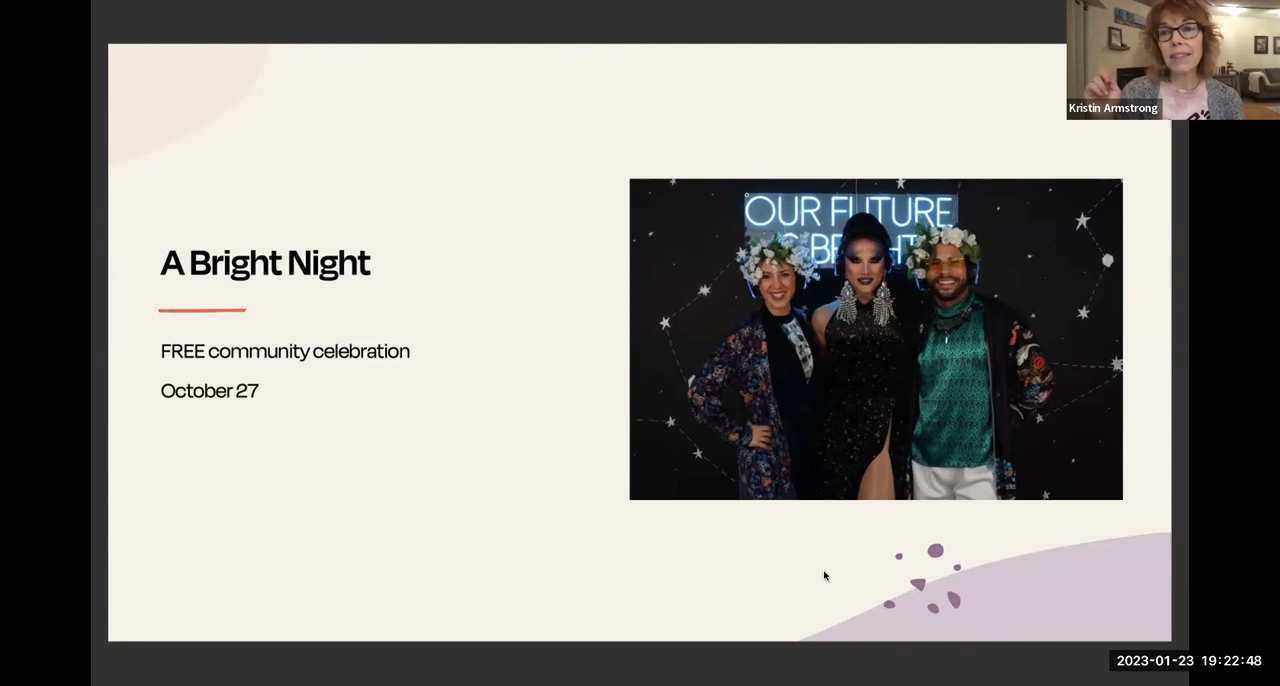 Kristin Armstrong
OUR FUTURE
A Bright Night
FREE community celebration
October 27
2023-01-23 19:22:48